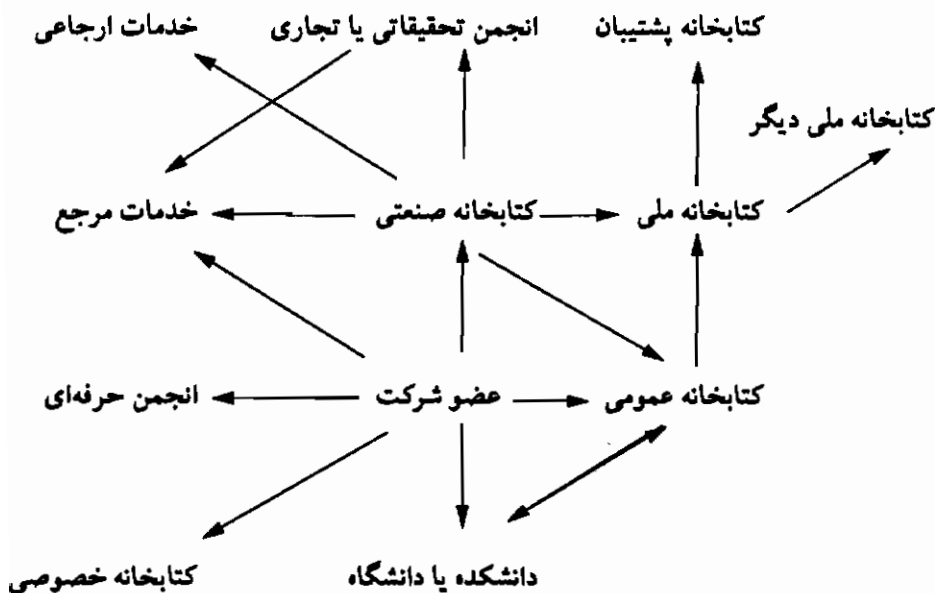 کتابخانه پشتیبان
انجمن تحقیقاتی یا تجاری
خدمات ارجاعی
کتابخانه ملی دیگر
کتابخانه ملی
کتابخانه صنعتی
خدمات مرجع
کتابخانه عمومی
عضو شرکت
انجمن حرفه‌ای
دانشکده یا دانشگاه
کتابخانه خصوصی